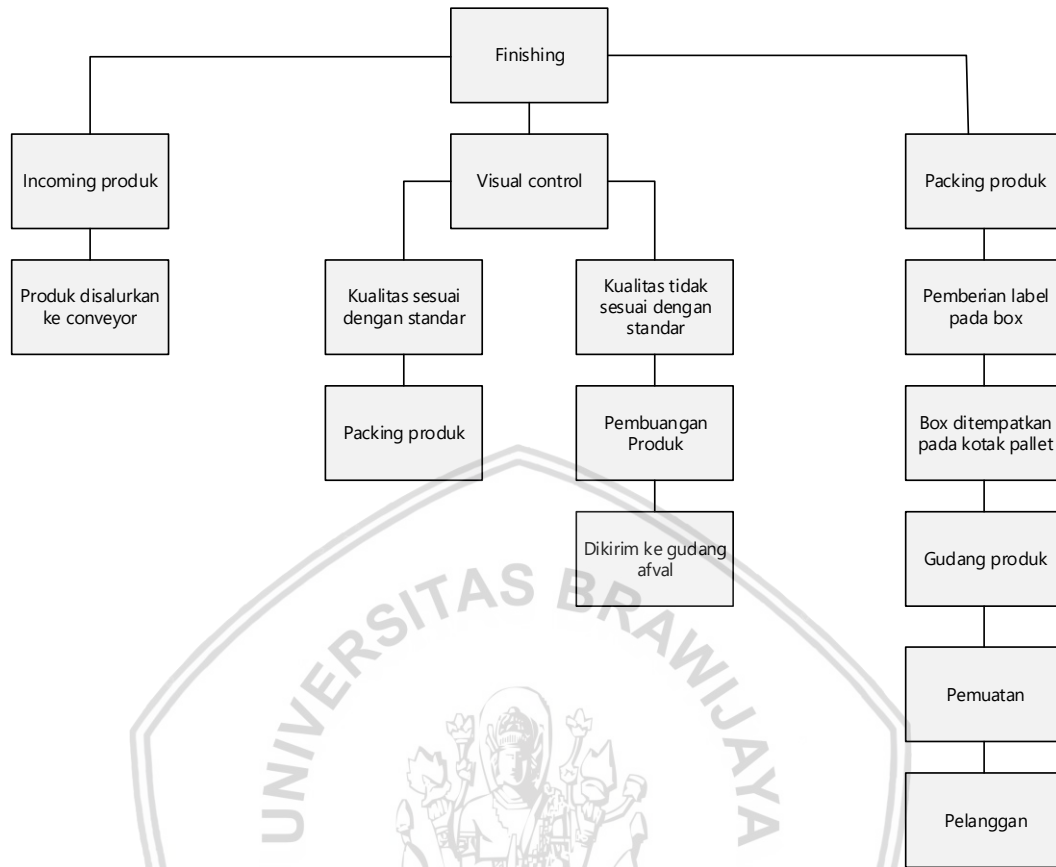 Finishing
Incoming produk
Visual control
Packing produk
Produk disalurkan
ke conveyor
Kualitas sesuai
dengan standar
Kualitas tidak
sesuai dengan
standar
Pemberian label
pada box
Packing produk
Pembuangan
Produk
Box ditempatkan
pada kotak pallet
Dikirim ke gudang
afval
Gudang produk
Pemuatan
Pelanggan
UNIVERSITAS BRAWIJAYA